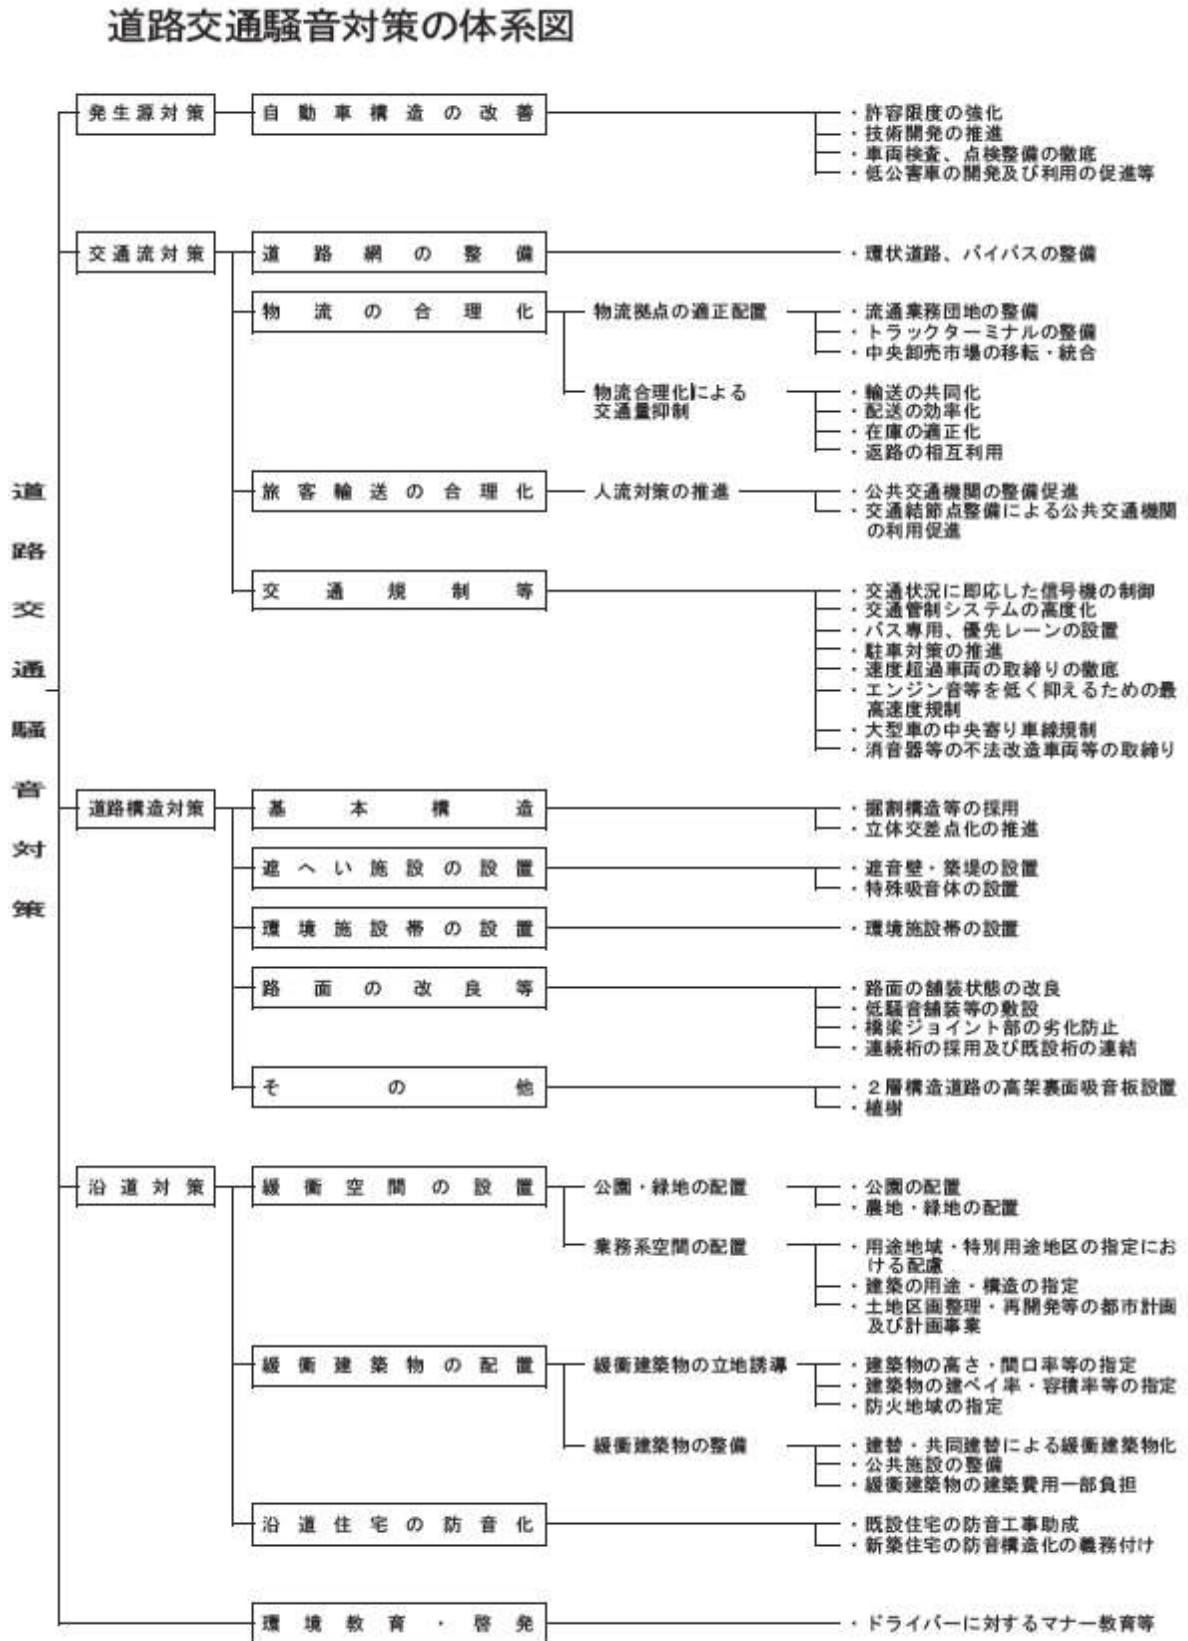 道路交通騒音対策の体系図
道路交通騒音対策
発生源対策
自動車構造の改善
・許容限度の強化
・技術開発の推進
・車両検査、点検整備の徹底
・低公害車の開発及び利用の促進等
交通流対策
道路網の整備
・環状道路、バイパスの整備
物流の合理化
物流拠点の適正配置
・流通業務団地の整備
・トラックターミナルの整備
・中央卸売市場の移転・統合
物流合理化による
交通量抑制
・輸送の共同化
・配送の効率化
・在庫の適正化
・返路の相互利用
旅客輸送の合理化
人流対策の推進
・公共交通機関の整備促進
・交通結節点整備による公共交通機関
の利用促進
交通規制等
・交通状況に即応した信号機の制御
・交通管制システムの高度化
・バス専用、優先レーンの設置
・駐車対策の推進
・速度超過車両の取締りの徹底
・エンジン音等を低く抑えるための最
高速度規制
・大型車の中央寄り車線規制
・消音器等の不法改造車両等の取締り
道路構造対策
基本構造
・掘割構造等の採用
・立体交差点化の推進
遮へい施設の設置
・遮音壁・築堤の設置
・特殊吸音体の設置
環境施設帯の設置
・環境施設帯の設置
路面の改良等
・路面の舗装状態の改良
・低騒音舗装等の敷設
・橋梁ジョイント部の劣化防止
・連続桁の採用及び既設桁の連結
その他
・２層構造道路の高架裏面吸音板設置
・植樹
沿道対策
緩衝空間の設置
公園・緑地の配置
・公園の配置
・農地・緑地の配置
業務系空間の配置
・用途地域・特別用途地区の指定にお
ける配慮
・建築の用途・構造の指定
・土地区画整理・再開発等の都市計画
及び計画事業
緩衝建築物の配置
緩衝建築物の立地誘導
・建築物の高さ・間口率等の指定
・建築物の建ペイ率・容積率等の指定
・防火地域の指定
緩衝建築物の整備
・建替・共同建替による緩衝建築物化
・公共施設の整備
・緩衝建築物の建築費用一部負担
沿道住宅の防音化
・既設住宅の防音工事助成
・新築住宅の防音構造化の義務付け
環境教育・啓発
・ドライバーに対するマナー教育等